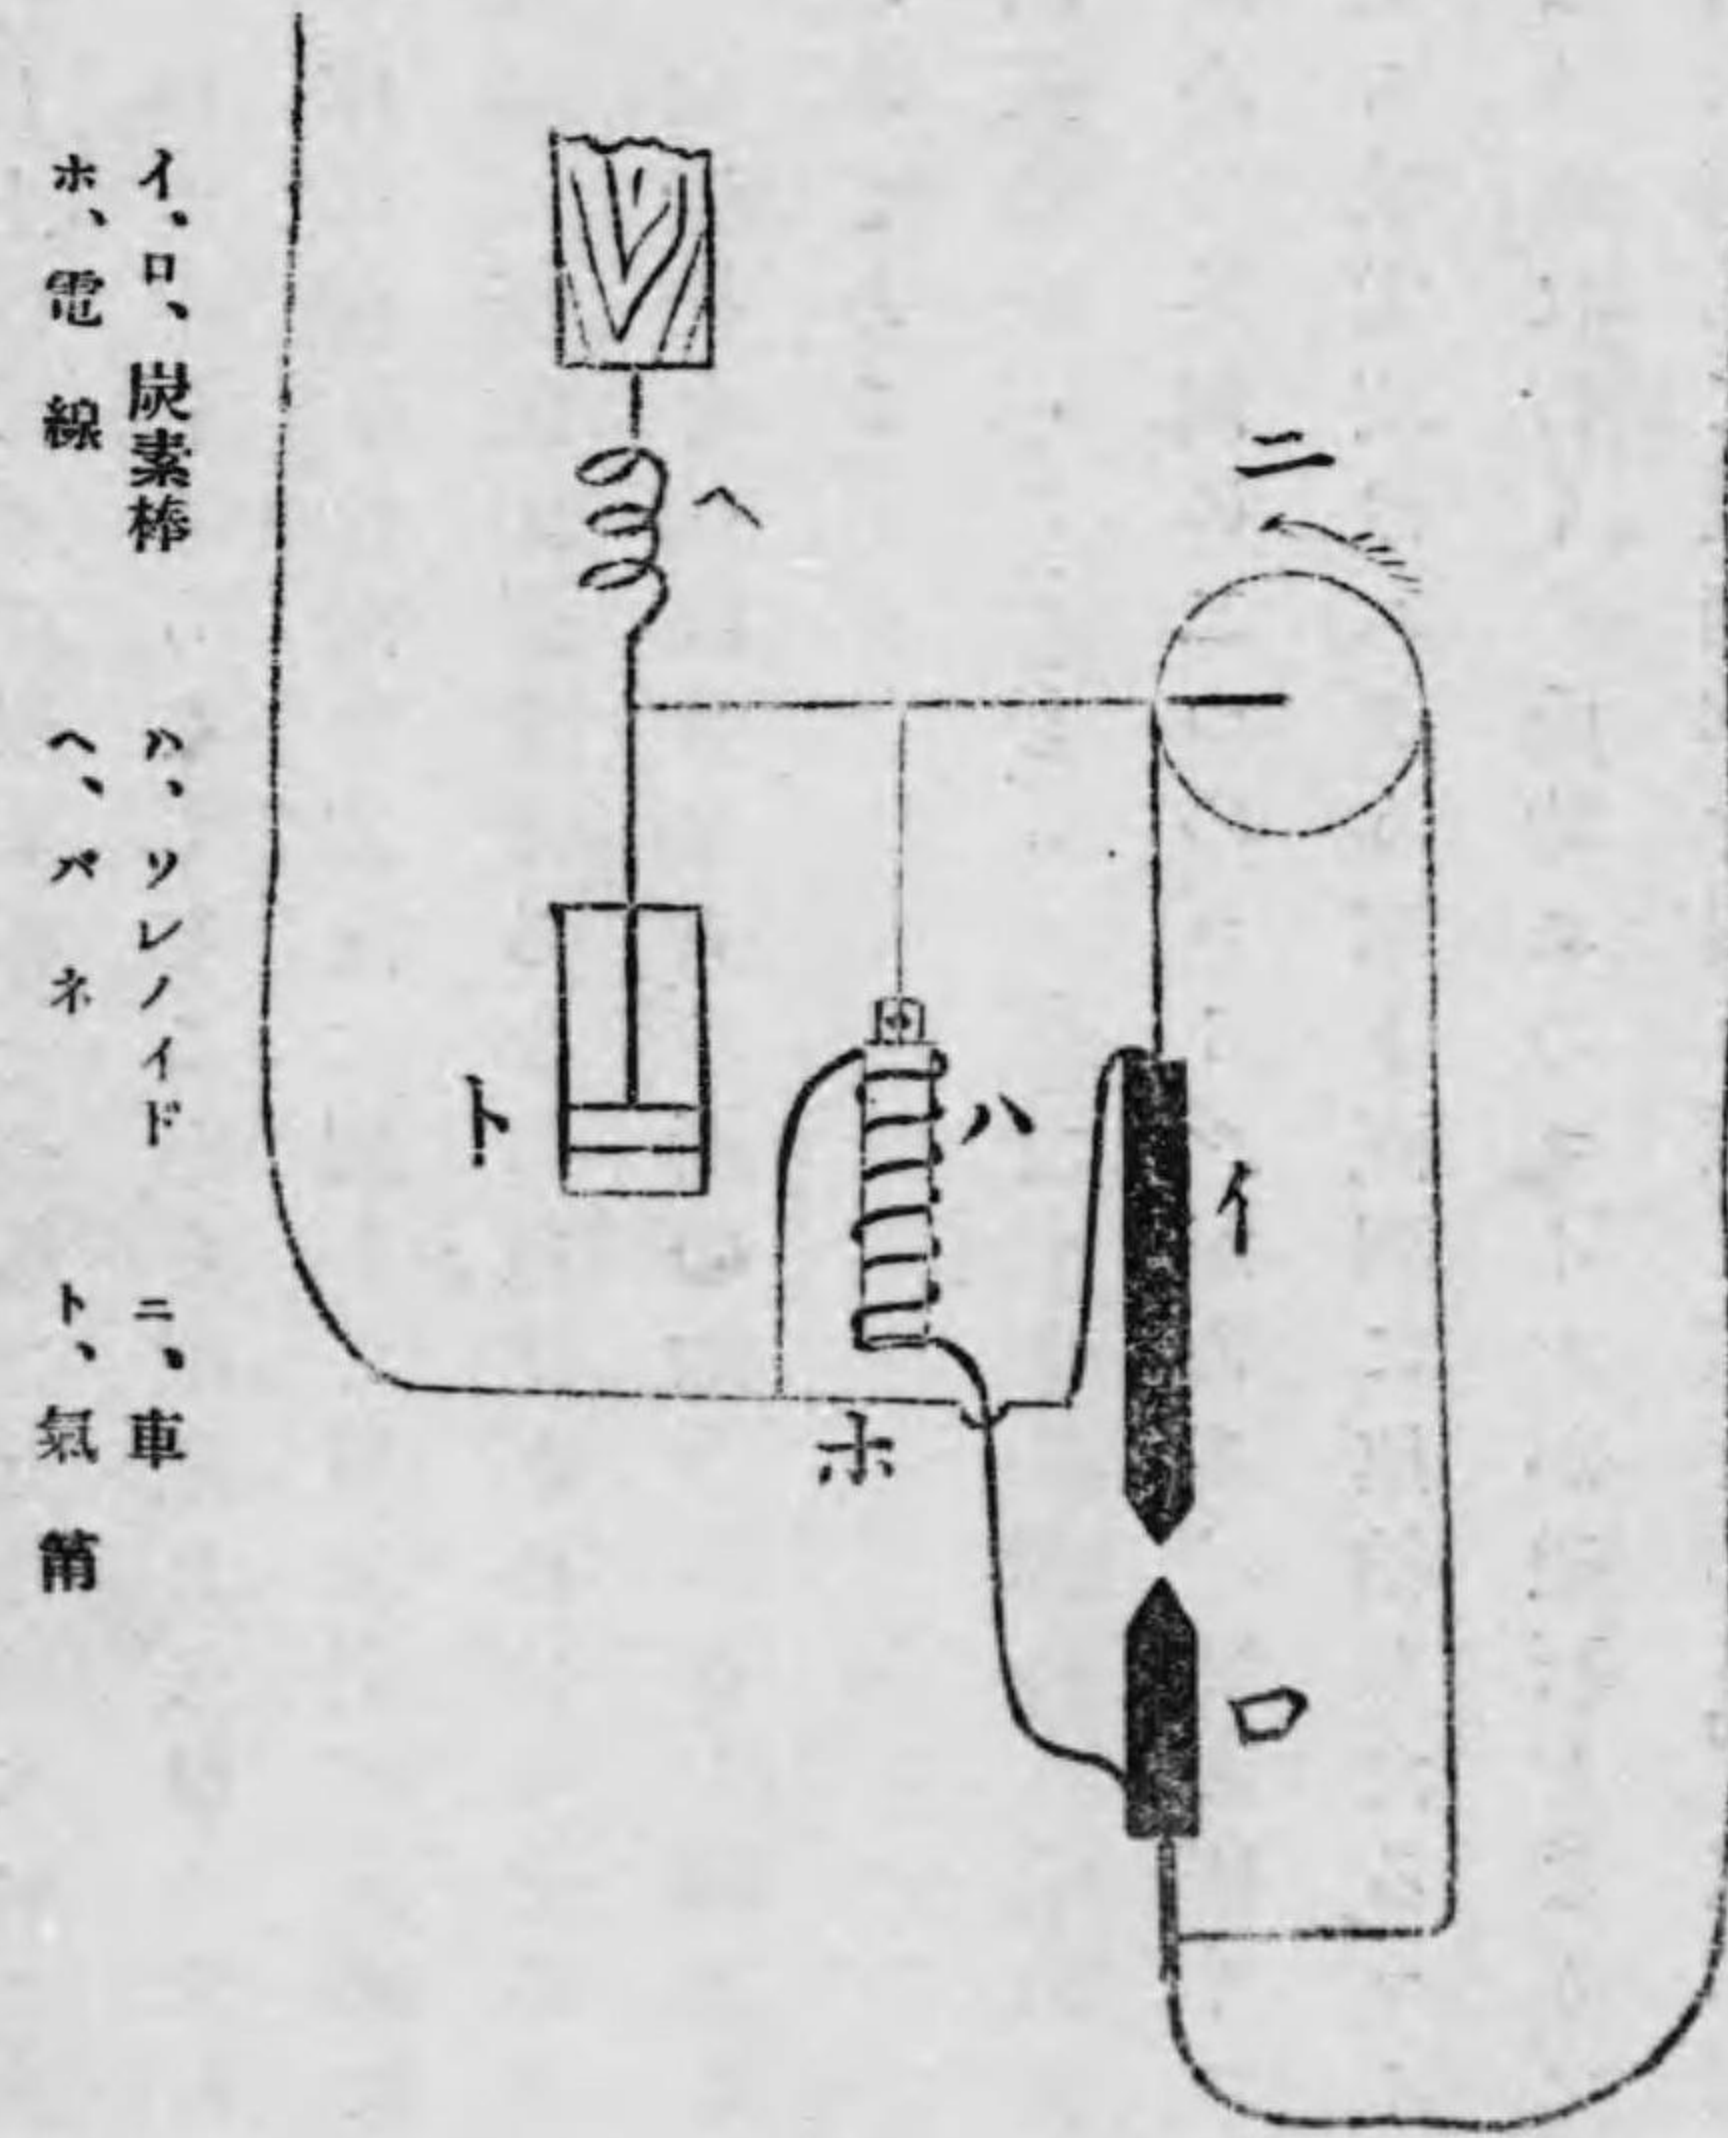 イ、ロ、炭素棒　ハ、ソレノイド　ニ、車
ホ、電線　ヘ、バネ　ト、氣筩
ニ
ヘ
ト
ハ
イ
ホ
ロ